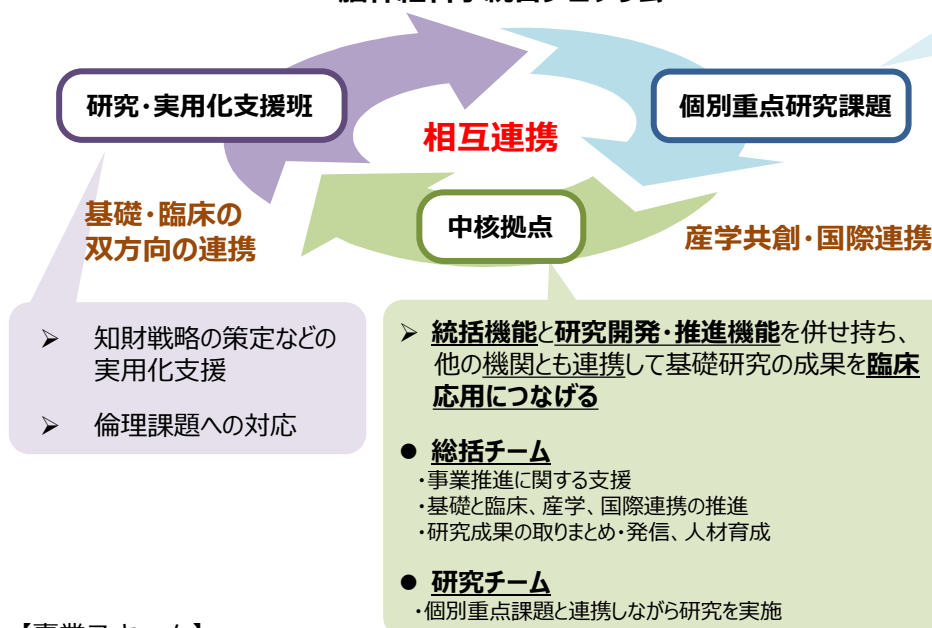 研究・実用化支援班
個別重点研究課題
相互連携
中核拠点
基礎・臨床の
双方向の連携
産学共創・国際連携
➢ 知財戦略の策定などの
実用化支援
➢ 倫理課題への対応
➢ 統括機能と研究開発・推進機能を併せ持ち、
他の機関とも連携して基礎研究の成果を臨床
応用につなげる
● 総括チーム
・事業推進に関する支援
・基礎と臨床、産学、国際連携の推進
・研究成果の取りまとめ・発信、人材育成
● 研究チーム
・個別重点課題と連携しながら研究を実施